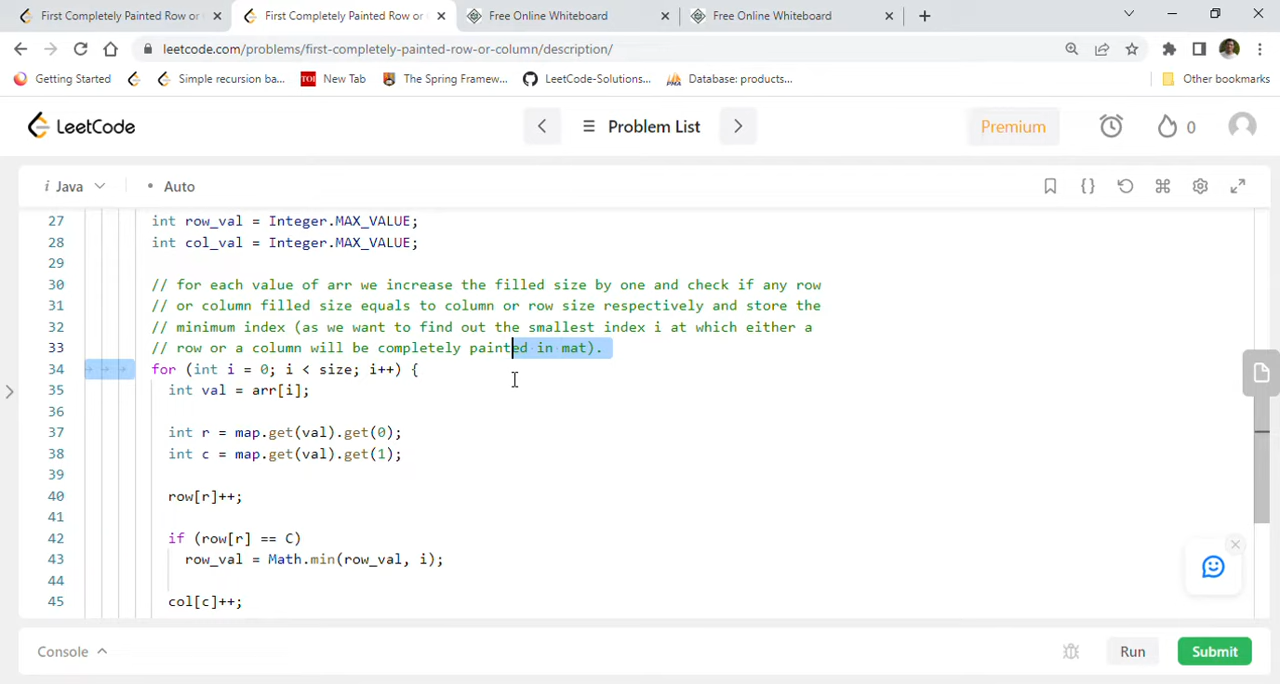 First Completely Painted Row or
First Completely Painted Row or
Free Online Whiteboard
Free Online Whiteboard
leetcode.com/problems/first-completely-painted-row-or-column/description/
Getting Started
Simple recursion ba...
TOI New Tab
The Spring Framew...
LeetCode-Solutions...
Database: products...
Other bookmarks
LeetCode
Problem List
Premium
0
i Java
• Auto
27 int row_val = Integer.MAX_VALUE;
28 int col_val = Integer.MAX_VALUE;
29
30 // for each value of arr we increase the filled size by one and check if any row
31 // or column filled size equals to column or row size respectively and store the
32 // minimum index (as we want to find out the smallest index i at which either a
33 // row or a column will be completely painted in mat).
34 for (int i = 0; i < size; i++) {
35 int val = arr[i];
36
37 int r = map.get(val).get(0);
38 int c = map.get(val).get(1);
39
40 row[r]++;
41
42 if (row[r] == C)
43 row_val = Math.min(row_val, i);
44
45 col[c]++;
Console
Run
Submit